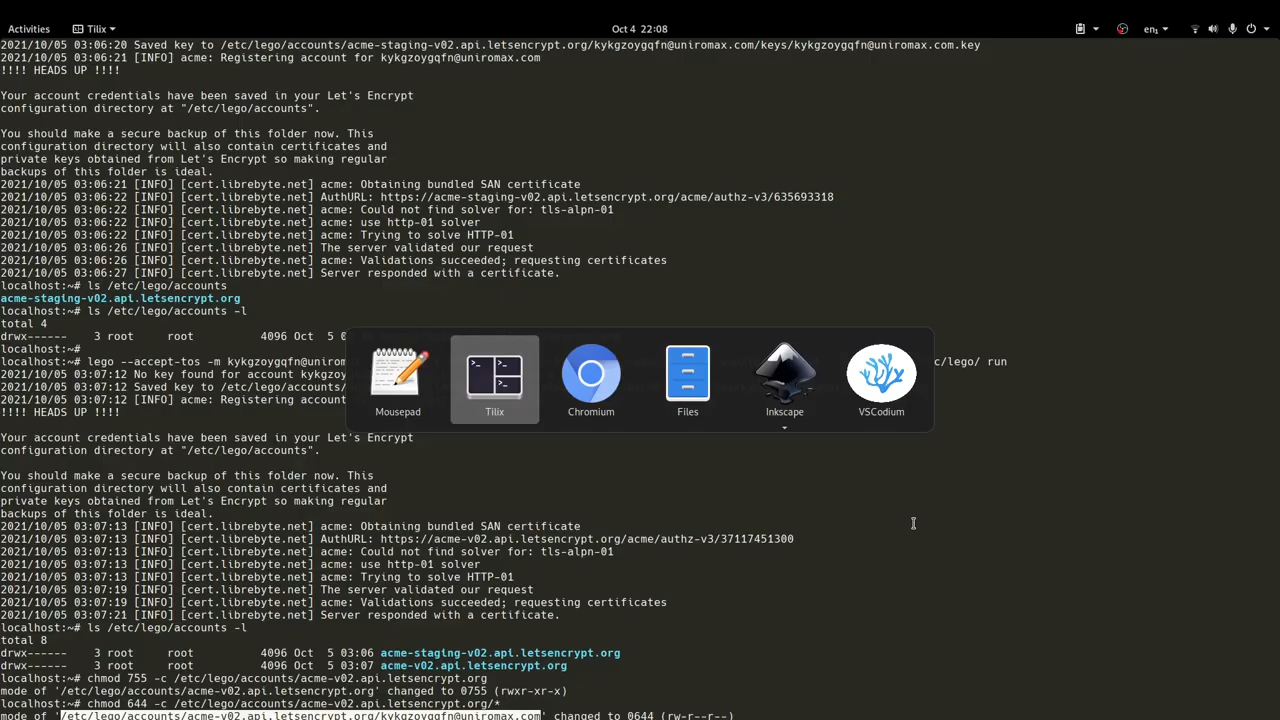 Activities
Tilix
Oct 4 22:08
en₁
2021/10/05 03:06:20 Saved key to /etc/lego/accounts/acme-staging-v02.api.letsencrypt.org/kykgzoygqfn@uniromax.com/keys/kykgzoygqfn@uniromax.com.key
2021/10/05 03:06:21 [INFO] acme: Registering account for kykgzoygqfn@uniromax.com
!!!! HEADS UP !!!!
Your account credentials have been saved in your Let's Encrypt
configuration directory at "/etc/lego/accounts".
You should make a secure backup of this folder now. This
configuration directory will also contain certificates and
private keys obtained from Let's Encrypt so making regular
backups of this folder is ideal.
2021/10/05 03:06:21 [INFO] [cert.librebyte.net] acme: Obtaining bundled SAN certificate
2021/10/05 03:06:22 [INFO] [cert.librebyte.net] AuthURL: https://acme-staging-v02.api.letsencrypt.org/acme/authz-v3/635693318
2021/10/05 03:06:22 [INFO] [cert.librebyte.net] acme: Could not find solver for: tls-alpn-01
2021/10/05 03:06:22 [INFO] [cert.librebyte.net] acme: use http-01 solver
2021/10/05 03:06:22 [INFO] [cert.librebyte.net] acme: Trying to solve HTTP-01
2021/10/05 03:06:26 [INFO] [cert.librebyte.net] The server validated our request
2021/10/05 03:06:26 [INFO] [cert.librebyte.net] acme: Validations succeeded; requesting certificates
2021/10/05 03:06:27 [INFO] [cert.librebyte.net] Server responded with a certificate.
localhost:~# ls /etc/lego/accounts
acme-staging-v02.api.letsencrypt.org
localhost:~# ls /etc/lego/accounts -l
total 4
drwx------ 3 root root 4096 Oct 5 0
localhost:~#
localhost:~# lego --accept-tos -m kykgzoygqfn@unirom c/lego/ run
2021/10/05 03:07:12 No key found for account kykgzoy
2021/10/05 03:07:12 Saved key to /etc/lego/accounts/
2021/10/05 03:07:12 [INFO] acme: Registering account
!!!! HEADS UP !!!!
Mousepad
Tilix
Chromium
Files
Inkscape
VSCodium
Your account credentials have been saved in your Let's Encrypt
configuration directory at "/etc/lego/accounts".
You should make a secure backup of this folder now. This
configuration directory will also contain certificates and
private keys obtained from Let's Encrypt so making regular
backups of this folder is ideal.
2021/10/05 03:07:13 [INFO] [cert.librebyte.net] acme: Obtaining bundled SAN certificate
2021/10/05 03:07:13 [INFO] [cert.librebyte.net] AuthURL: https://acme-v02.api.letsencrypt.org/acme/authz-v3/37117451300
2021/10/05 03:07:13 [INFO] [cert.librebyte.net] acme: Could not find solver for: tls-alpn-01
2021/10/05 03:07:13 [INFO] [cert.librebyte.net] acme: use http-01 solver
2021/10/05 03:07:13 [INFO] [cert.librebyte.net] acme: Trying to solve HTTP-01
2021/10/05 03:07:19 [INFO] [cert.librebyte.net] The server validated our request
2021/10/05 03:07:19 [INFO] [cert.librebyte.net] acme: Validations succeeded; requesting certificates
2021/10/05 03:07:21 [INFO] [cert.librebyte.net] Server responded with a certificate.
localhost:~# ls /etc/lego/accounts -l
total 8
drwx------ 3 root root 4096 Oct 5 03:06 acme-staging-v02.api.letsencrypt.org
drwx------ 3 root root 4096 Oct 5 03:07 acme-v02.api.letsencrypt.org
localhost:~# chmod 755 -c /etc/lego/accounts/acme-v02.api.letsencrypt.org
mode of '/etc/lego/accounts/acme-v02.api.letsencrypt.org' changed to 0755 (rwxr-xr-x)
localhost:~# chmod 644 -c /etc/lego/accounts/acme-v02.api.letsencrypt.org/*
mode of '/etc/lego/accounts/acme-v02.api.letsencrypt.org/kykgzoygqfn@uniromax.com' changed to 0644 (rw-r--r--)